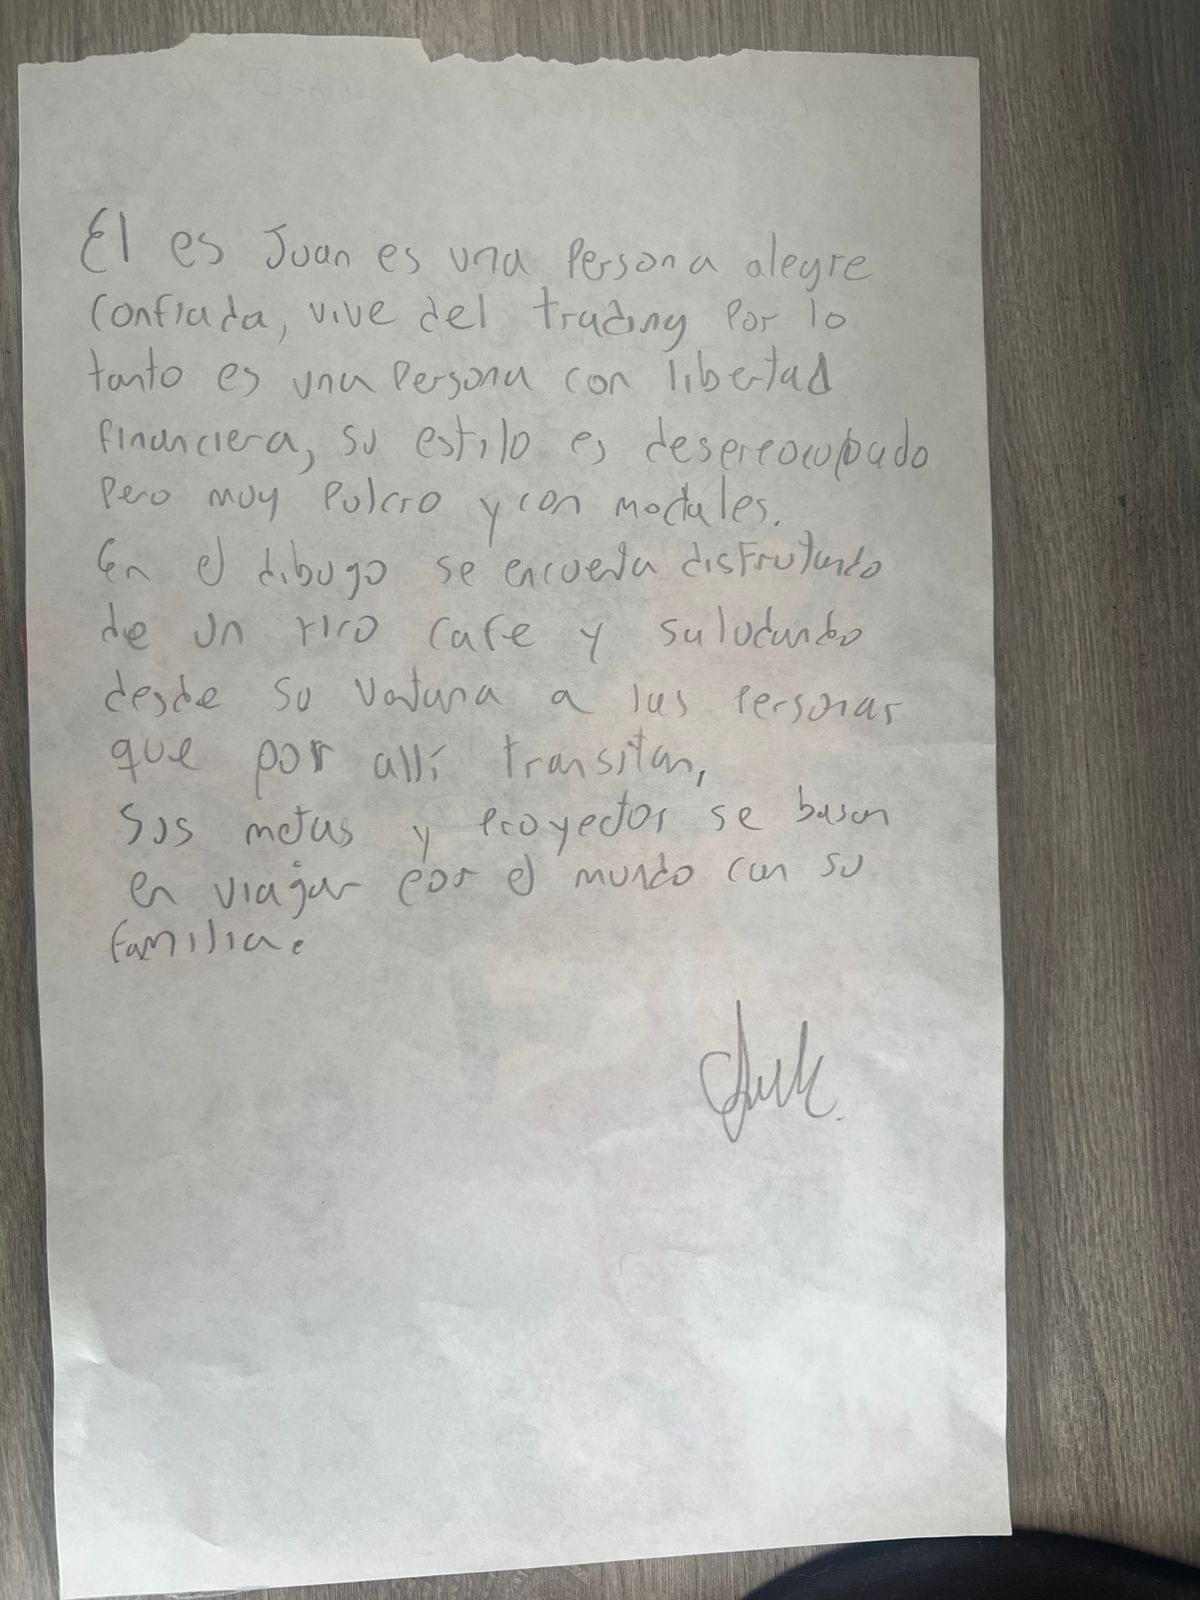 El es Juan es una Persona alegre
confiada, vive del trading Por lo
tanto es una Persona con libertad
financiera, su estilo es despreocupado
Pero muy Pulcro y con modales.
En el dibugo se encuetra disfrutando
de un rico cafe y saludando
desde su ventana a las Personas
que por allí transitan,
Sus metas y Proyectos se basan
en viajar por el mundo con su
familia.